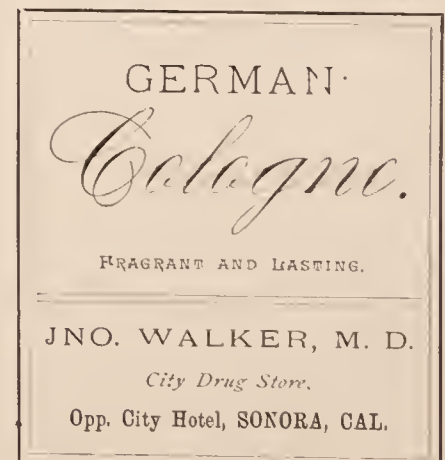 GERMAN
Cologne.
FRAGRANT AND LASTING.
JNO. WALKER, M. D.
City Drug Store,
Opp. City Hotel, SONORA, CAL.